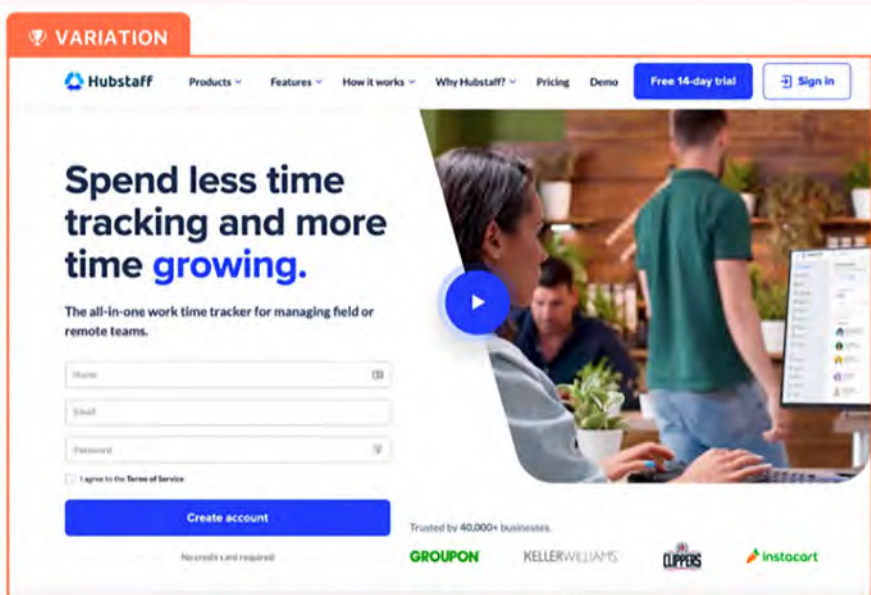 VARIATION
Hubstaff Products Features How it works Why Hubstaff? Pricing Demo Free 14-day trial Sign in
Spend less time
tracking and more
time growing.
The all-in-one work time tracker for managing field or
remote teams.
Name
Email
Password
I agree to the Terms of Service
Create account
No credit card required
Trusted by 40,000+ businesses.
GROUPON KELLERWILLIAMS CLIPPERS instacart